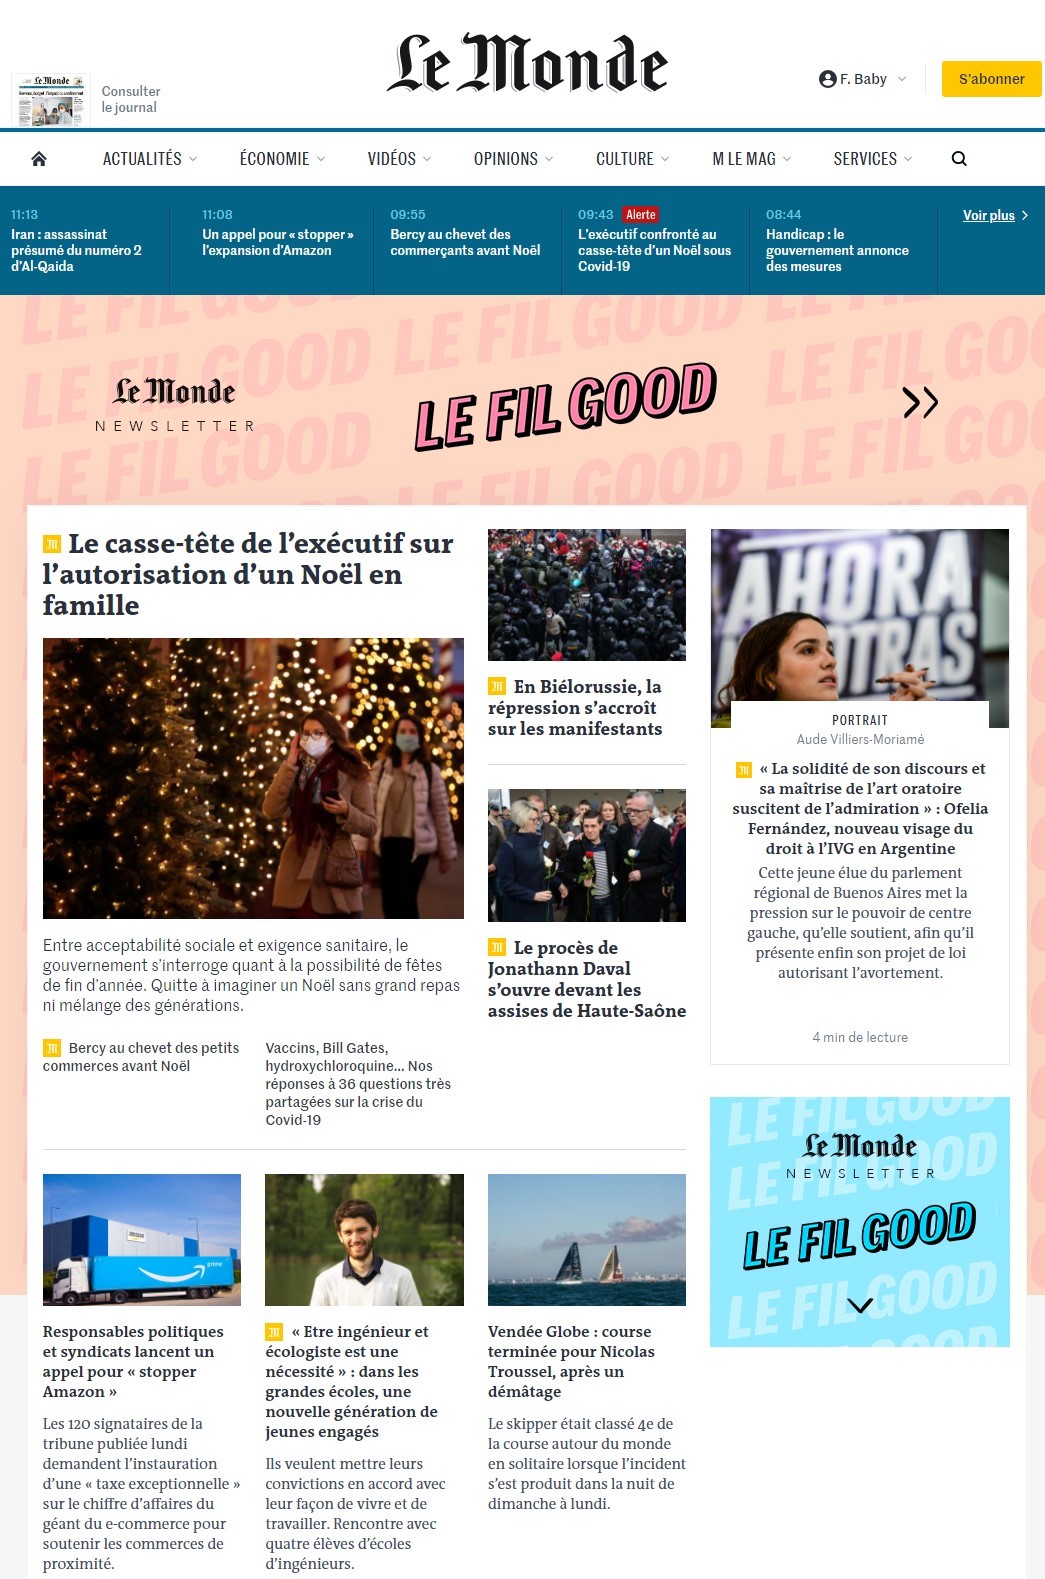 Le Monde
Le Monde
Consulter
le journal
F. Baby
S'abonner
ACTUALITÉS
ÉCONOMIE
VIDÉOS
OPINIONS
CULTURE
M LE MAG
SERVICES
11:13
Iran : assassinat
présumé du numéro 2
d’Al-Qaida
11:08
Un appel pour « stopper »
l’expansion d’Amazon
09:55
Bercy au chevet des
commerçants avant Noël
09:43 Alerte
L’exécutif confronté au
casse-tête d’un Noël sous
Covid-19
08:44
Handicap : le
gouvernement annonce
des mesures
Voir plus
Le Monde
NEWSLETTER
LE FIL GOOD
Le casse-tête de l’exécutif sur
l’autorisation d’un Noël en
famille
Entre acceptabilité sociale et exigence sanitaire, le
gouvernement s’interroge quant à la possibilité de fêtes
de fin d’année. Quitte à imaginer un Noël sans grand repas
ni mélange des générations.
Bercy au chevet des petits
commerces avant Noël
Vaccins, Bill Gates,
hydroxychloroquine… Nos
réponses à 36 questions très
partagées sur la crise du
Covid-19
En Biélorussie, la
répression s’accroît
sur les manifestants
Le procès de
Jonathann Daval
s’ouvre devant les
assises de Haute-Saône
AHORA
OTRAS
PORTRAIT
Aude Villiers-Moriamé
« La solidité de son discours et
sa maîtrise de l’art oratoire
suscitent de l’admiration » : Ofelia
Fernández, nouveau visage du
droit à l’IVG en Argentine
Cette jeune élue du parlement
régional de Buenos Aires met la
pression sur le pouvoir de centre
gauche, qu’elle soutient, afin qu’il
présente enfin son projet de loi
autorisant l’avortement.
4 min de lecture
Le Monde
NEWSLETTER
LE FIL GOOD
prime
Responsables politiques
et syndicats lancent un
appel pour « stopper
Amazon »
Les 120 signataires de la
tribune publiée lundi
demandent l’instauration
d’une « taxe exceptionnelle »
sur le chiffre d’affaires du
géant du e-commerce pour
soutenir les commerces de
proximité.
« Etre ingénieur et
écologiste est une
nécessité » : dans les
grandes écoles, une
nouvelle génération de
jeunes engagés
Ils veulent mettre leurs
convictions en accord avec
leur façon de vivre et de
travailler. Rencontre avec
quatre élèves d’écoles
d’ingénieurs.
Vendée Globe : course
terminée pour Nicolas
Troussel, après un
démâtage
Le skipper était classé 4e de
la course autour du monde
en solitaire lorsque l’incident
s’est produit dans la nuit de
dimanche à lundi.